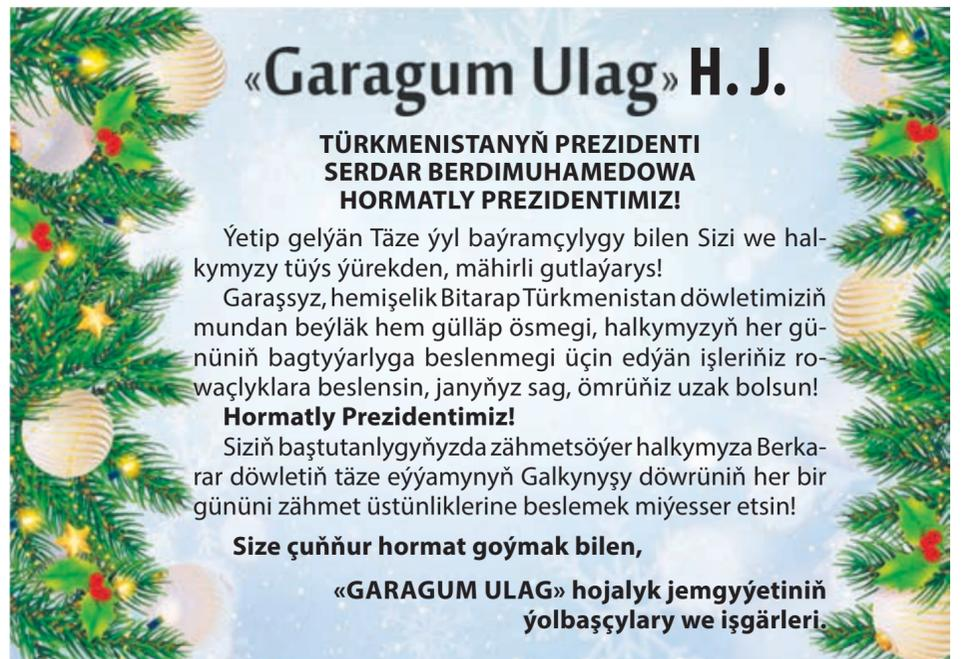 «Garagum Ulag» H. J.
TÜRKMENISTANYŇ PREZIDENTI
SERDAR BERDIMUHAMEDOWA
HORMATLY PREZIDENTIMIZ!
Ýetip gelýän Täze ýyl baýramçylygy bilen Sizi we hal-
kymyzy tüýs ýürekden, mähirli gutlaýarys!
Garaşsyz, hemişelik Bitarap Türkmenistan döwletimiziň
mundan beýläk hem gülläp ösmegi, halkymyzyň her gü-
nüniň bagtyýarlyga beslenmegi üçin edýän işleriňiz ro-
waçlyklara beslensin, janyňyz sag, ömrüňiz uzak bolsun!
Hormatly Prezidentimiz!
Siziň baştutanlygyňyzda zähmetsöýer halkymyza Berka-
rar döwletiň täze eýýamynyň Galkynyşy döwrüniň her bir
gününi zähmet üstünliklerine beslemek miýesser etsin!
Size çuňňur hormat goýmak bilen,
«GARAGUM ULAG» hojalyk jemgyýetiniň
ýolbaşçylary we işgärleri.